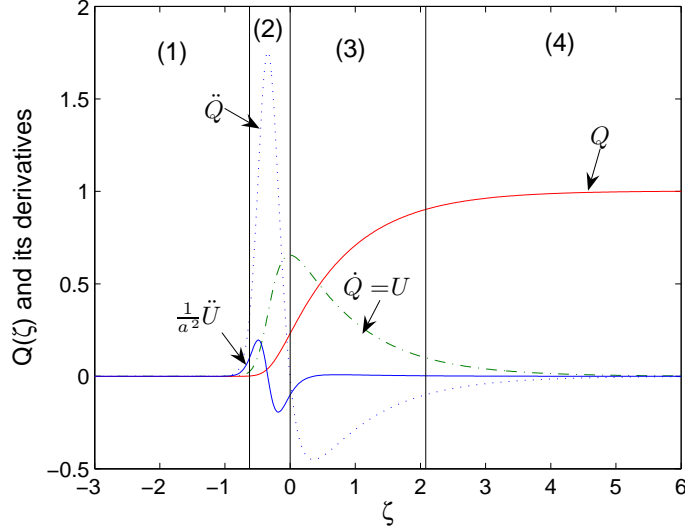 2
(1)
(2)
(3)
(4)
1.5
Q̈
Q
1
Q(ζ) and its derivatives
0.5
Q̇ =U
1/a² Ü
0
−0.5
−3 −2 −1 0 1 2 3 4 5 6
ζ